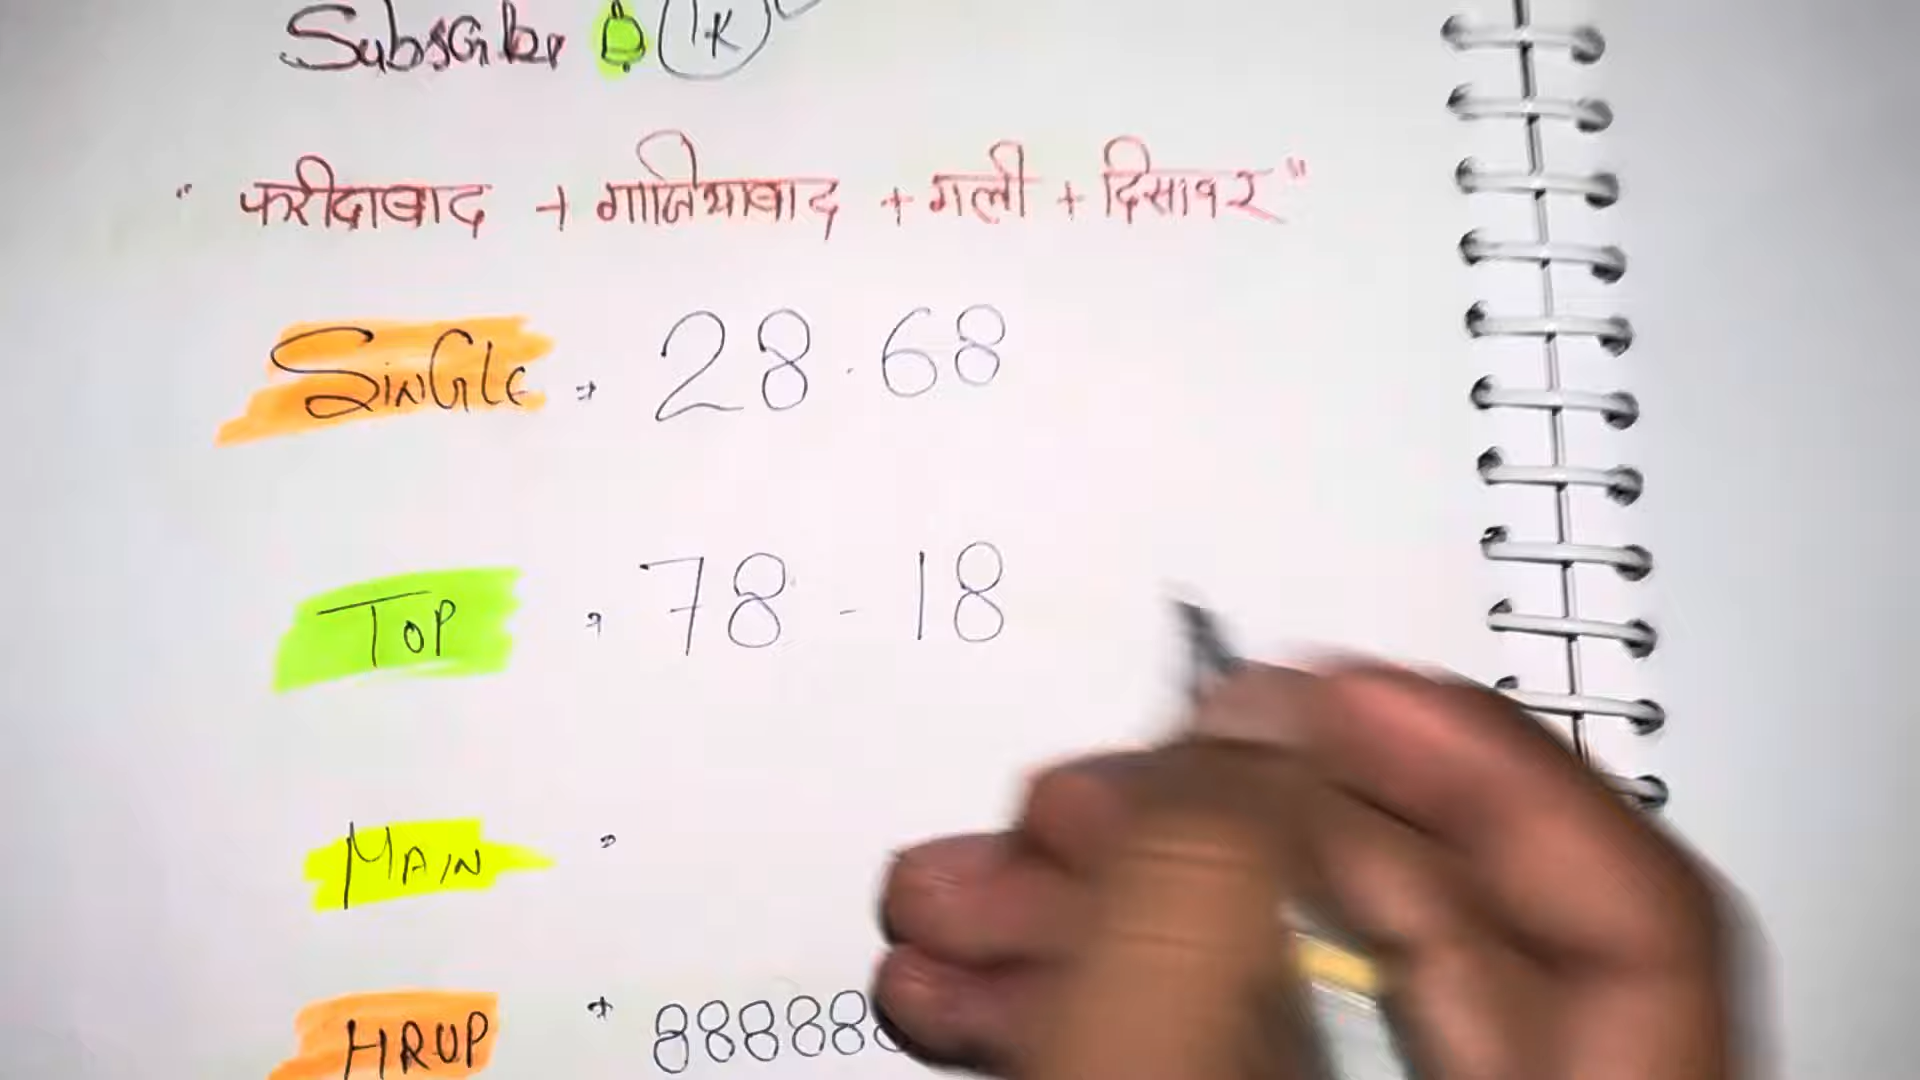 Subscribe 1K
" फरीदाबाद + गाजियाबाद + गली + दिसावर "
SINGLE → 28.68
TOP → 78 - 18
MAIN →
HRUP → 88888